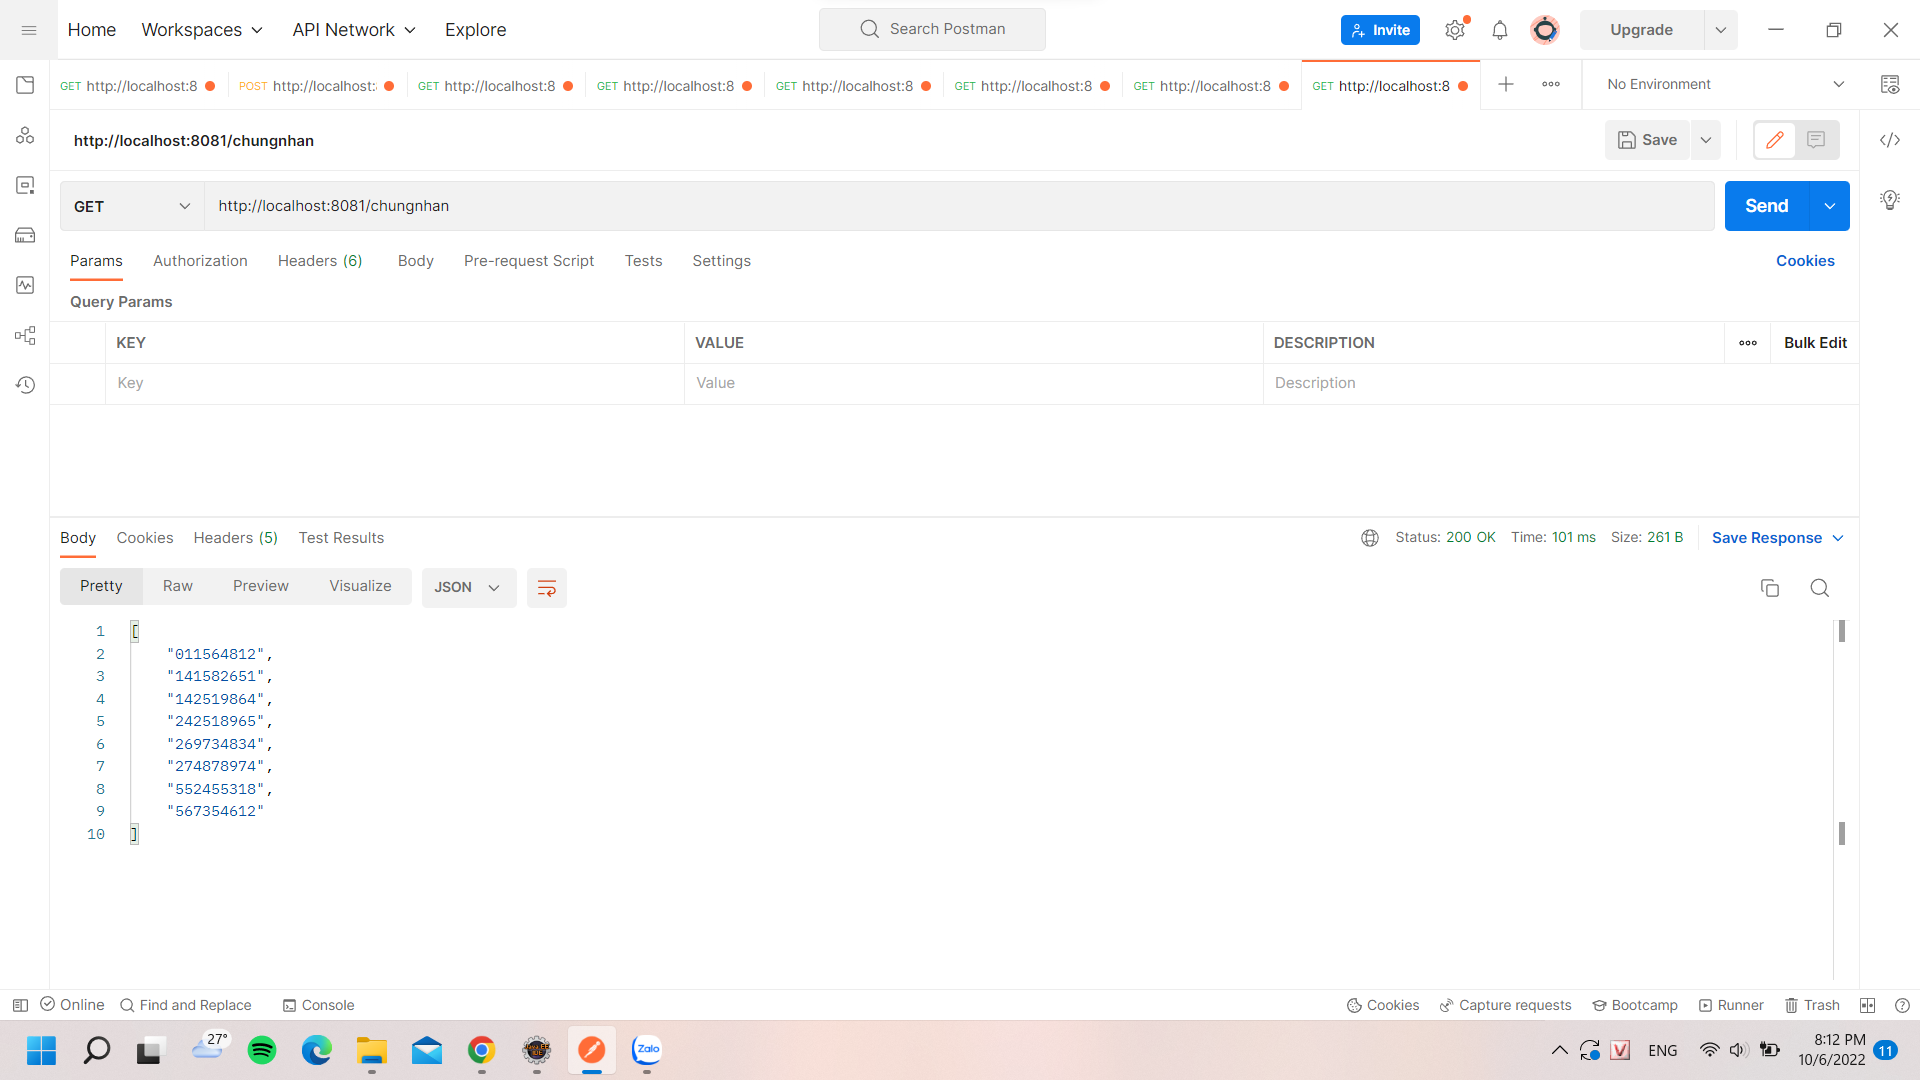 Home Workspaces API Network Explore Search Postman Invite Upgrade
GET http://localhost:8 POST http://localhost: GET http://localhost:8 GET http://localhost:8 GET http://localhost:8 GET http://localhost:8 GET http://localhost:8 GET http://localhost:8 No Environment
http://localhost:8081/chungnhan Save
GET http://localhost:8081/chungnhan Send
Params Authorization Headers (6) Body Pre-request Script Tests Settings Cookies
Query Params
KEY VALUE DESCRIPTION Bulk Edit
Key Value Description
Body Cookies Headers (5) Test Results Status: 200 OK Time: 101 ms Size: 261 B Save Response
Pretty Raw Preview Visualize JSON
1 [
2 "011564812",
3 "141582651",
4 "142519864",
5 "242518965",
6 "269734834",
7 "274878974",
8 "552455318",
9 "567354612"
10 ]
Online Find and Replace Console Cookies Capture requests Bootcamp Runner Trash
27° Zalo V ENG 8:12 PM 11
10/6/2022